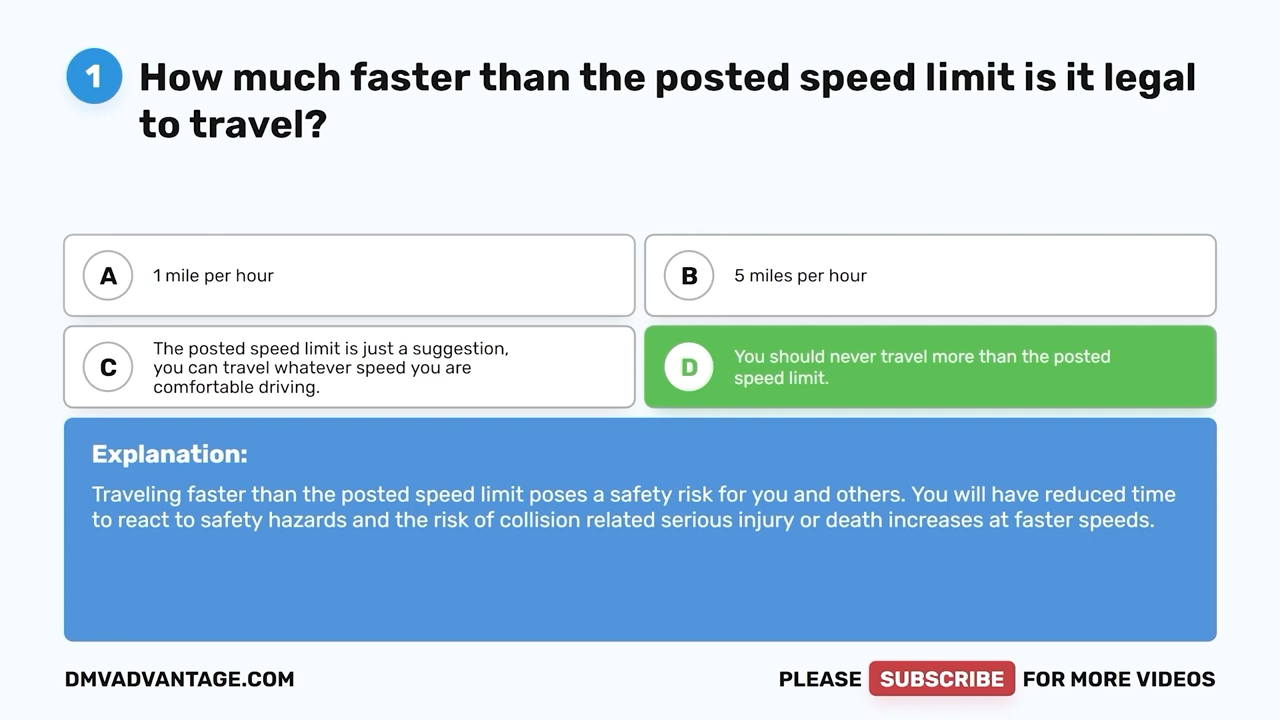 1
How much faster than the posted speed limit is it legal
to travel?
A
1 mile per hour
B
5 miles per hour
C
The posted speed limit is just a suggestion,
you can travel whatever speed you are
comfortable driving.
D
You should never travel more than the posted
speed limit.
Explanation:
Traveling faster than the posted speed limit poses a safety risk for you and others. You will have reduced time
to react to safety hazards and the risk of collision related serious injury or death increases at faster speeds.
DMVADVANTAGE.COM
PLEASE SUBSCRIBE FOR MORE VIDEOS